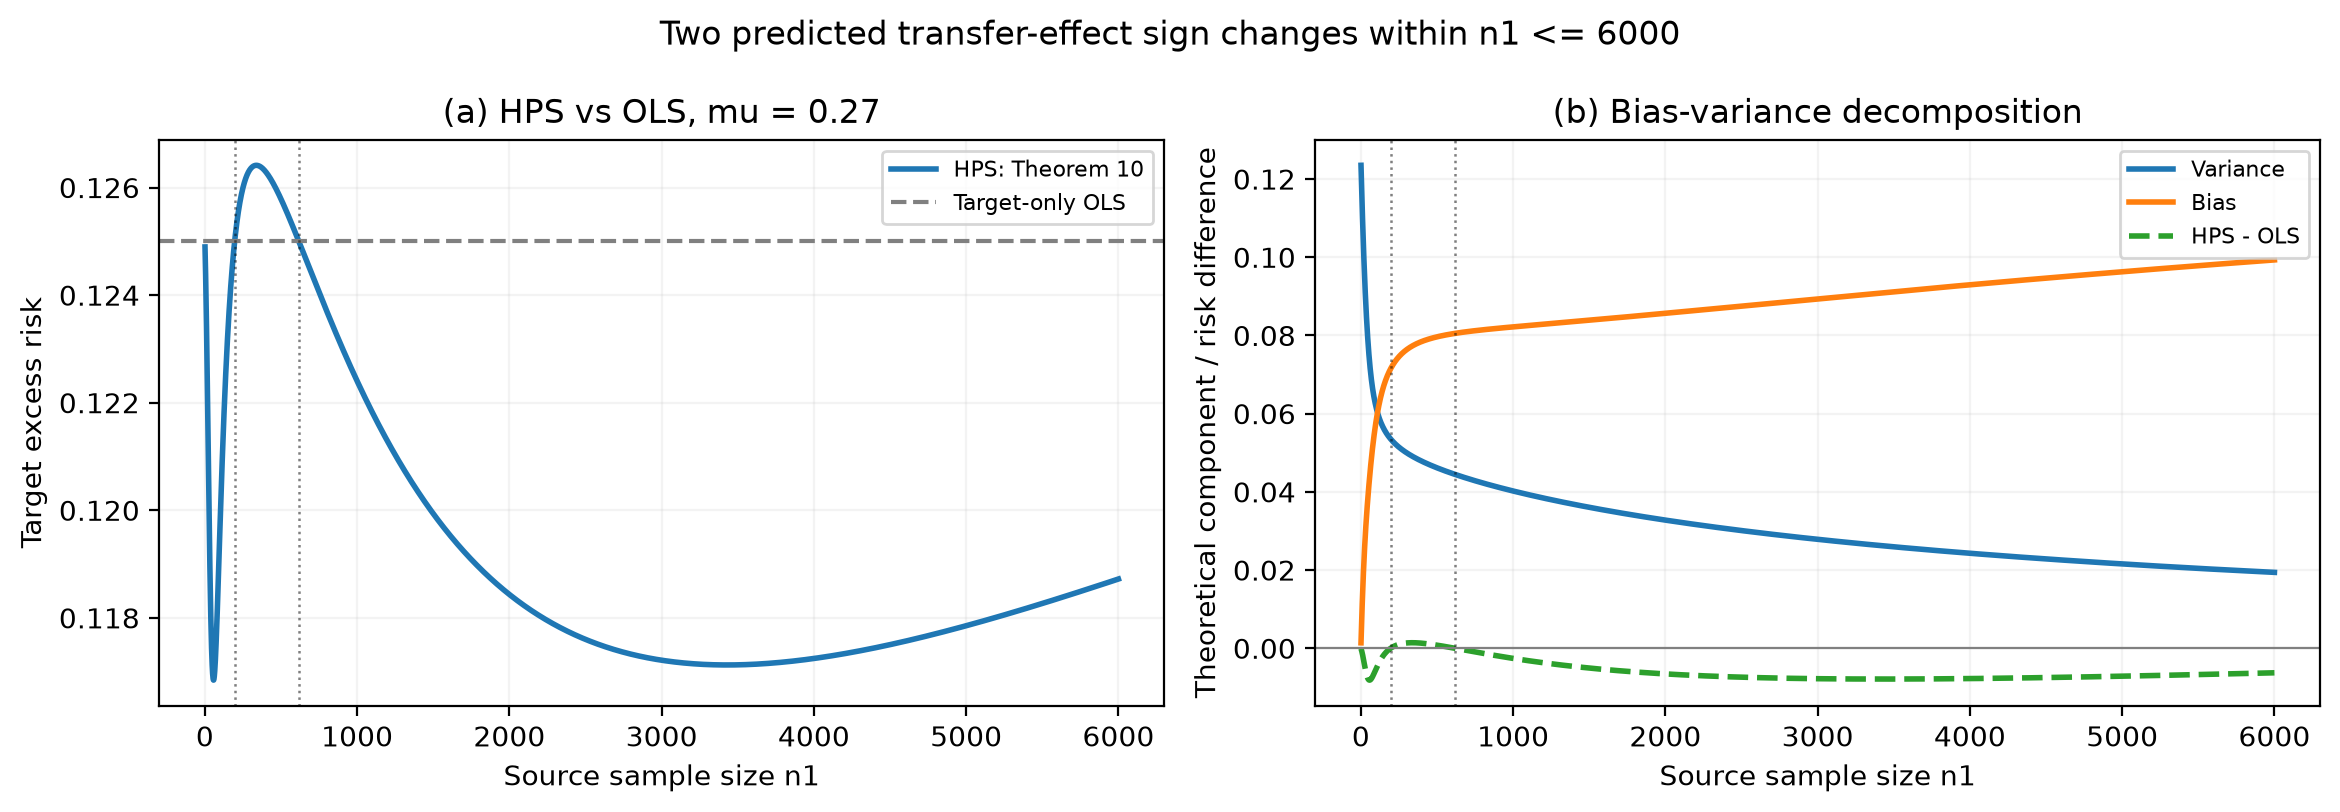 Two predicted transfer-effect sign changes within n1 <= 6000
(a) HPS vs OLS, mu = 0.27
HPS: Theorem 10
Target-only OLS
Target excess risk
0.126
0.124
0.122
0.120
0.118
0
1000
2000
3000
4000
5000
6000
Source sample size n1
(b) Bias-variance decomposition
Variance
Bias
HPS - OLS
Theoretical component / risk difference
0.12
0.10
0.08
0.06
0.04
0.02
0.00
0
1000
2000
3000
4000
5000
6000
Source sample size n1